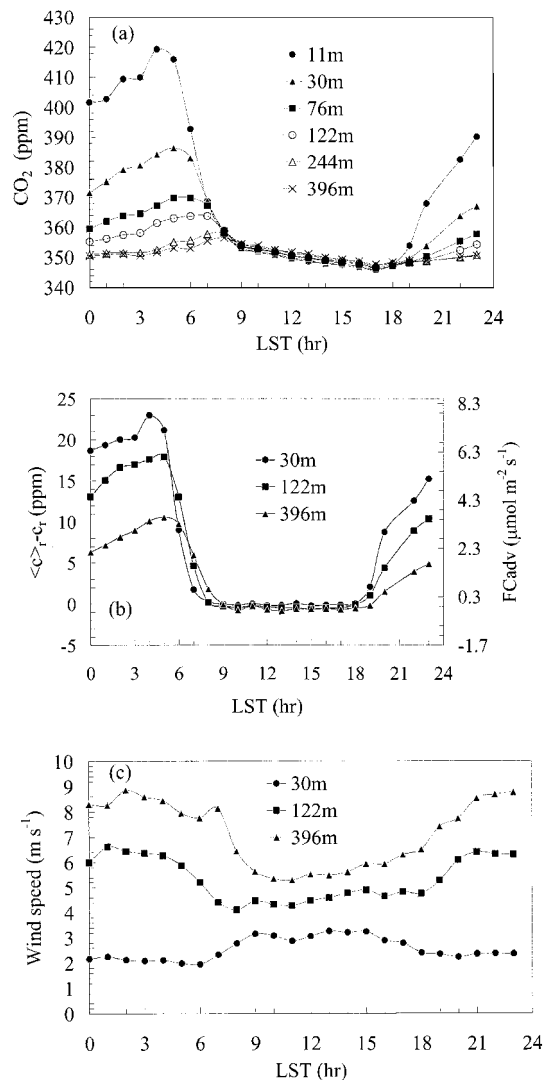 (a)
430
420
410
400
390
380
370
360
350
340
CO2 (ppm)
11m
30m
76m
122m
244m
396m
0 3 6 9 12 15 18 21 24
LST (hr)
25
20
15
10
5
0
-5
<c>r-cr (ppm)
30m
122m
396m
(b)
8.3
6.3
4.3
2.3
0.3
-1.7
FCadv (μmol m-2 s-1)
0 3 6 9 12 15 18 21 24
LST (hr)
(c)
10
9
8
7
6
5
4
3
2
1
0
Wind speed (m s-1)
30m
122m
396m
0 3 6 9 12 15 18 21 24
LST (hr)